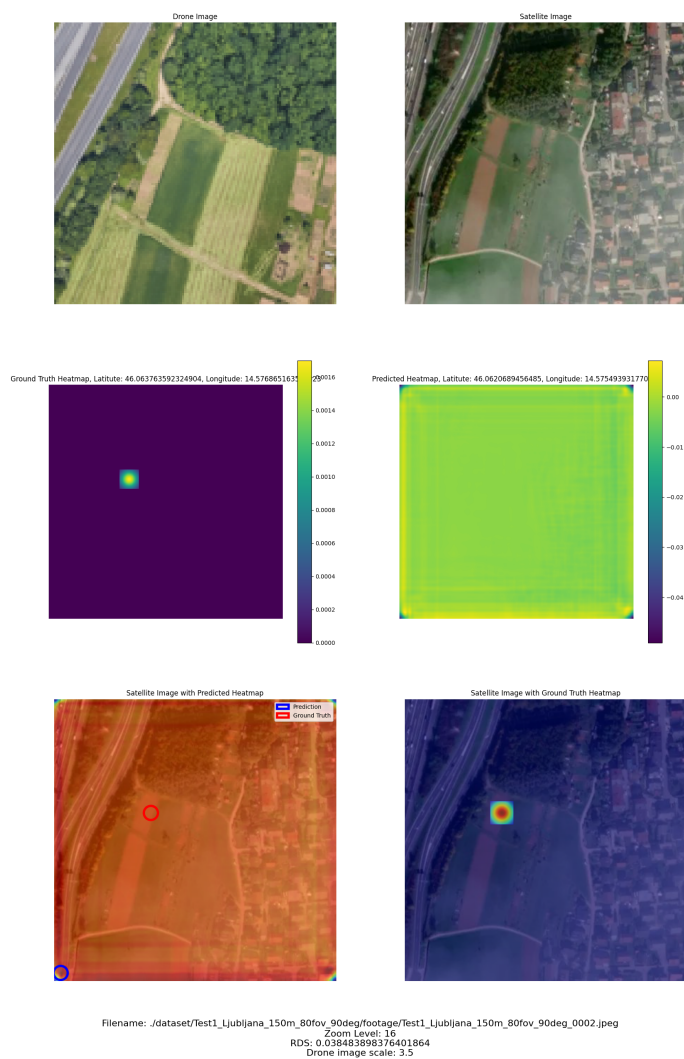 Drone Image
Satellite Image
Ground Truth Heatmap, Latitude: 46.063763592324904, Longitude: 14.576865163
Predicted Heatmap, Latitude: 46.0620689456485, Longitude: 14.575493931770
0.0016
0.0014
0.0012
0.0010
0.0008
0.0006
0.0004
0.0002
0.0000
0.00
−0.01
−0.02
−0.03
−0.04
Satellite Image with Predicted Heatmap
Satellite Image with Ground Truth Heatmap
Prediction
Ground Truth
Filename: ./dataset/Test1_Ljubljana_150m_80fov_90deg/footage/Test1_Ljubljana_150m_80fov_90deg_0002.jpeg
Zoom Level: 16
RDS: 0.038483898376401864
Drone image scale: 3.5